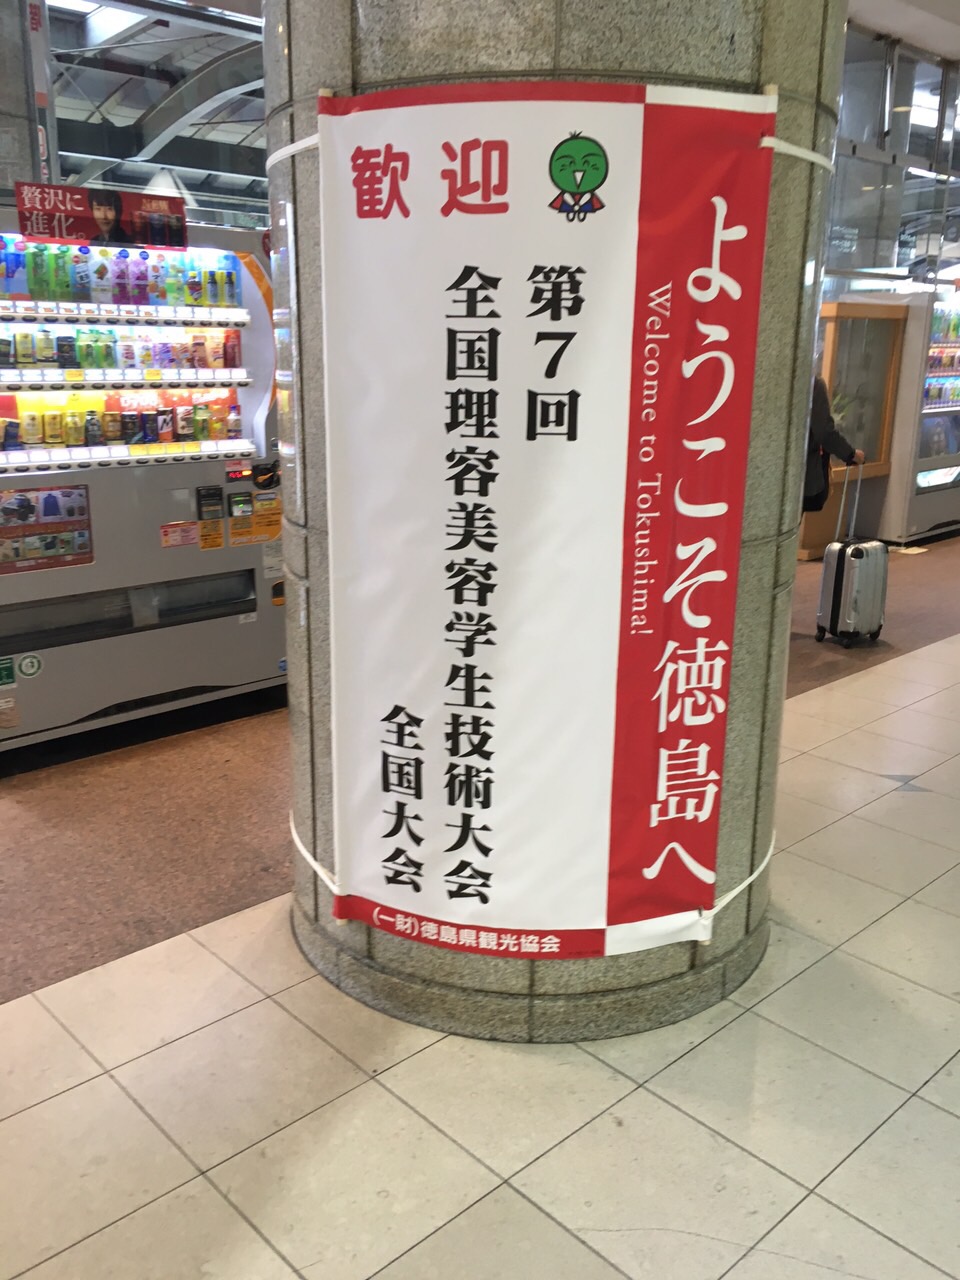 ようこそ徳島へ
Welcome to Tokushima!
歓迎
第7回
全国理容美容学生技術大会
全国大会
(一財)徳島県観光協会
贅沢に
進化。